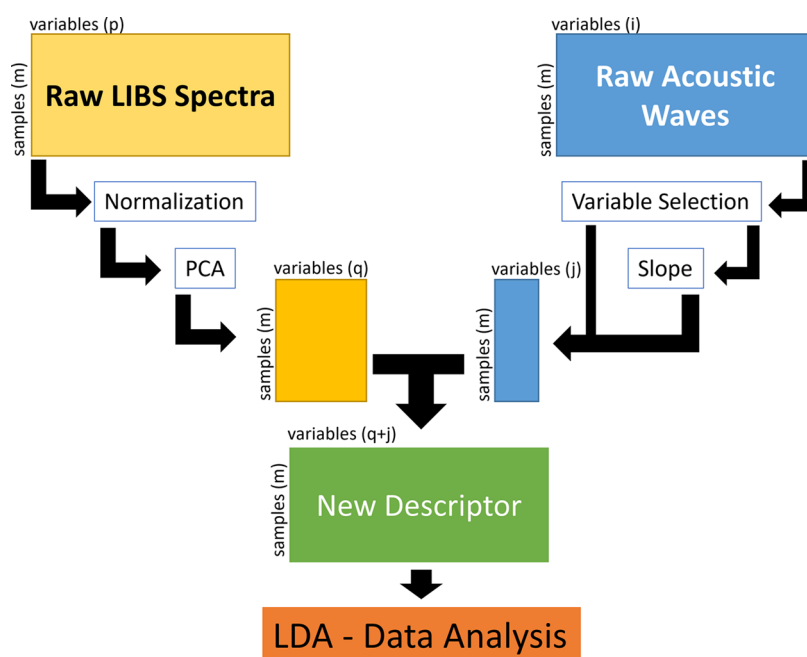 variables (p)
samples (m)
Raw LIBS Spectra
variables (i)
samples (m)
Raw Acoustic
Waves
Normalization
Variable Selection
PCA
Slope
variables (q)
samples (m)
variables (j)
samples (m)
variables (q+j)
samples (m)
New Descriptor
LDA - Data Analysis